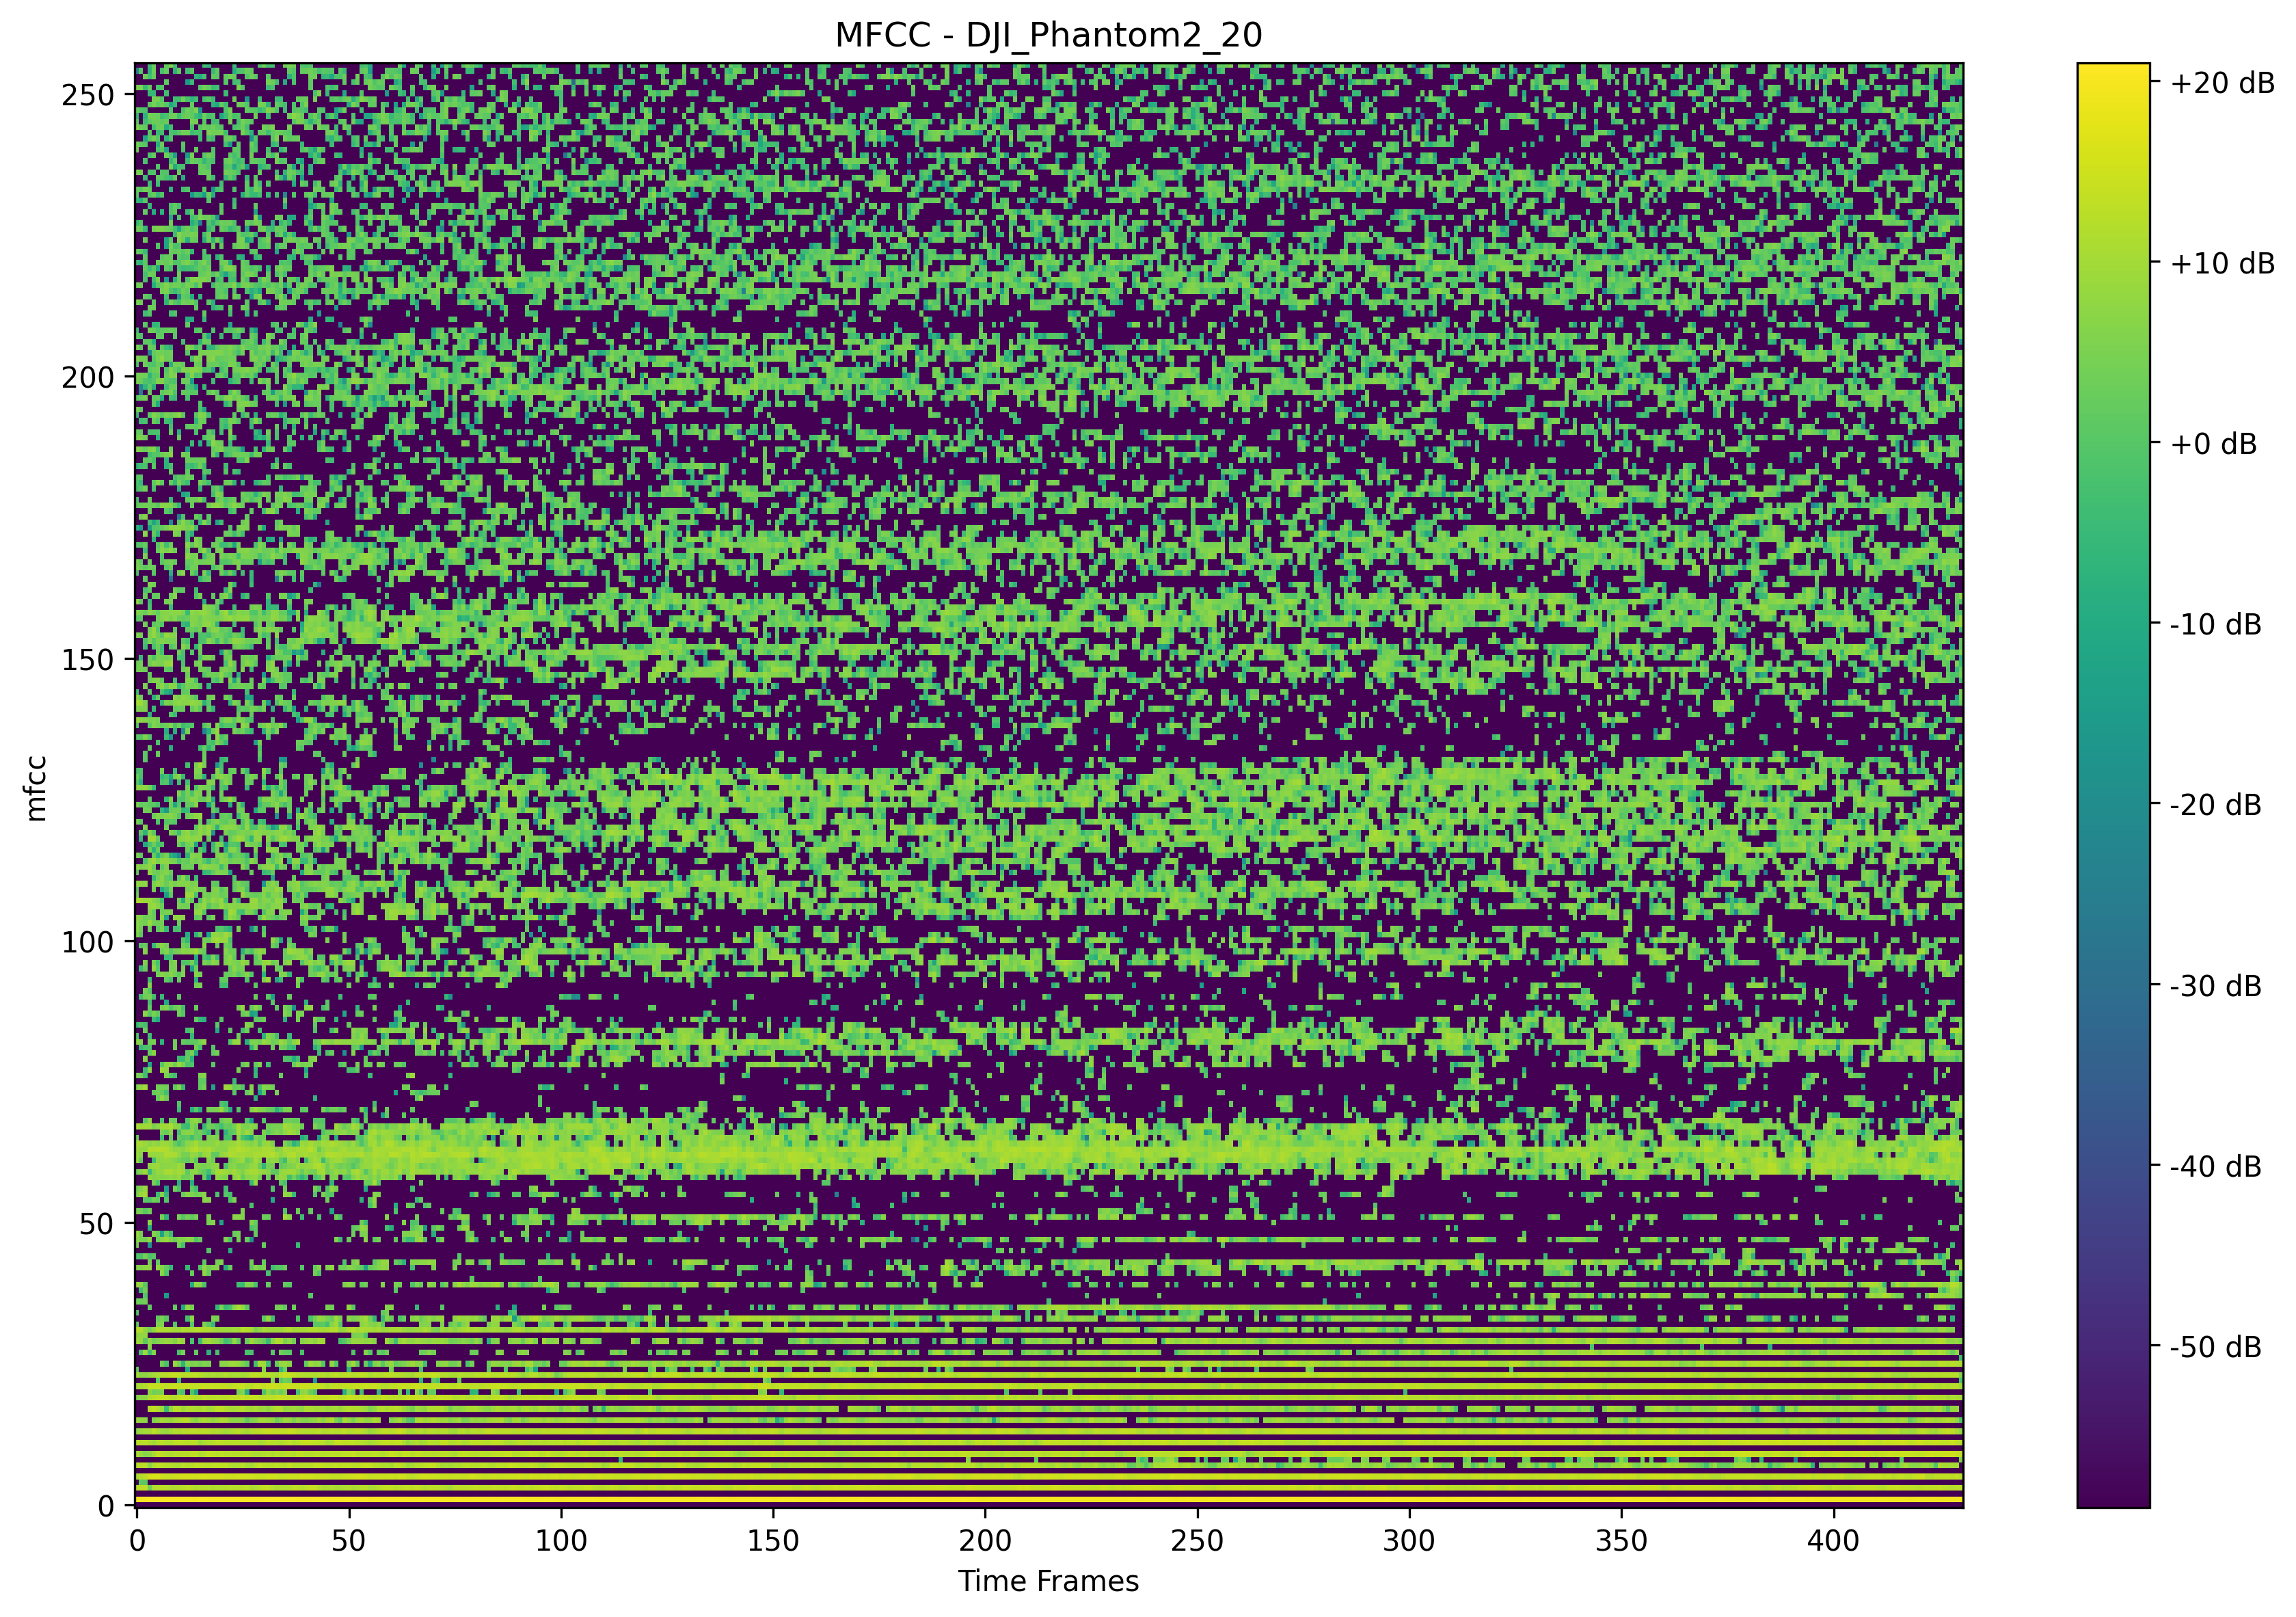 MFCC - DJI_Phantom2_20
250
200
150
100
50
0
mfcc
0 50 100 150 200 250 300 350 400
Time Frames
+20 dB
+10 dB
+0 dB
-10 dB
-20 dB
-30 dB
-40 dB
-50 dB